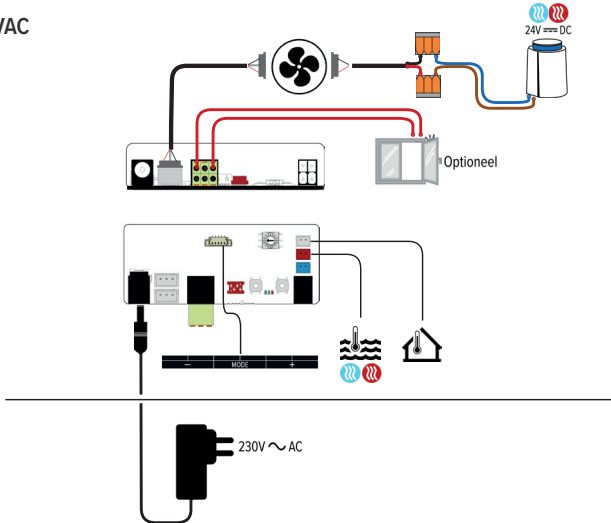 VAC
24V DC
Optioneel
− MODE +
230V ~ AC